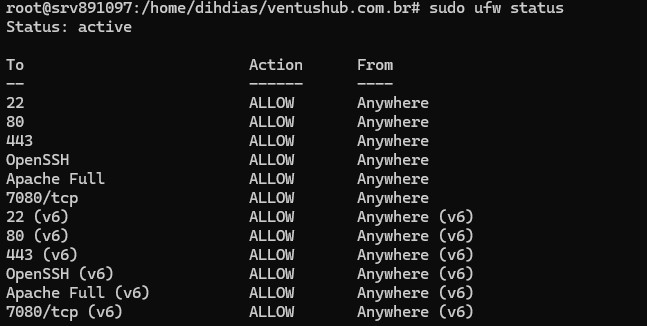 root@srv891097:/home/dihdias/ventushub.com.br# sudo ufw status
Status: active
To Action From
-- ------ ----
22 ALLOW Anywhere
80 ALLOW Anywhere
443 ALLOW Anywhere
OpenSSH ALLOW Anywhere
Apache Full ALLOW Anywhere
7080/tcp ALLOW Anywhere
22 (v6) ALLOW Anywhere (v6)
80 (v6) ALLOW Anywhere (v6)
443 (v6) ALLOW Anywhere (v6)
OpenSSH (v6) ALLOW Anywhere (v6)
Apache Full (v6) ALLOW Anywhere (v6)
7080/tcp (v6) ALLOW Anywhere (v6)